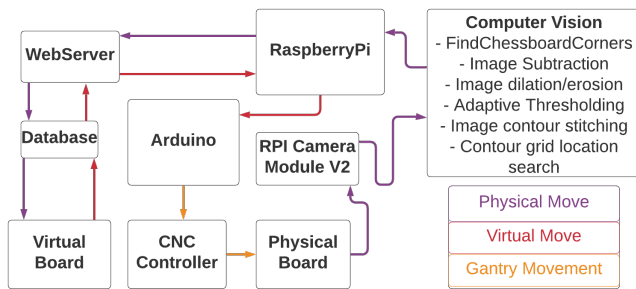 WebServer
RaspberryPi
Computer Vision
- FindChessboardCorners
- Image Subtraction
- Image dilation/erosion
- Adaptive Thresholding
- Image contour stitching
- Contour grid location
search
Database
Arduino
RPI Camera
Module V2
Virtual
Board
CNC
Controller
Physical
Board
Physical Move
Virtual Move
Gantry Movement